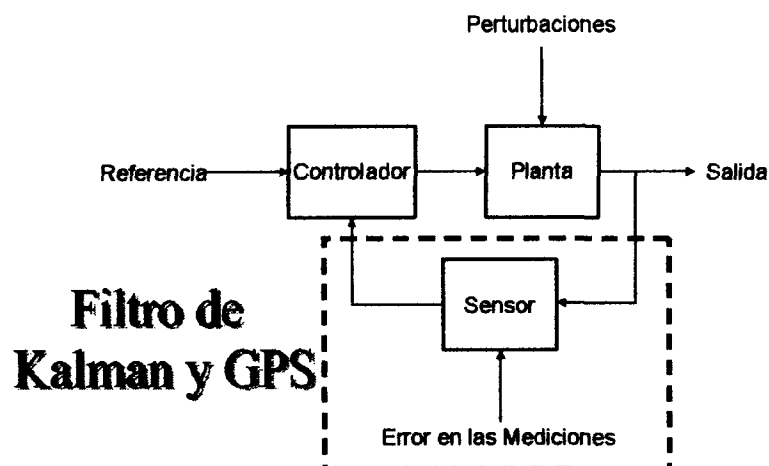 Perturbaciones
Referencia
Controlador
Planta
Salida
Sensor
Filtro de
Kalman y GPS
Error en las Mediciones